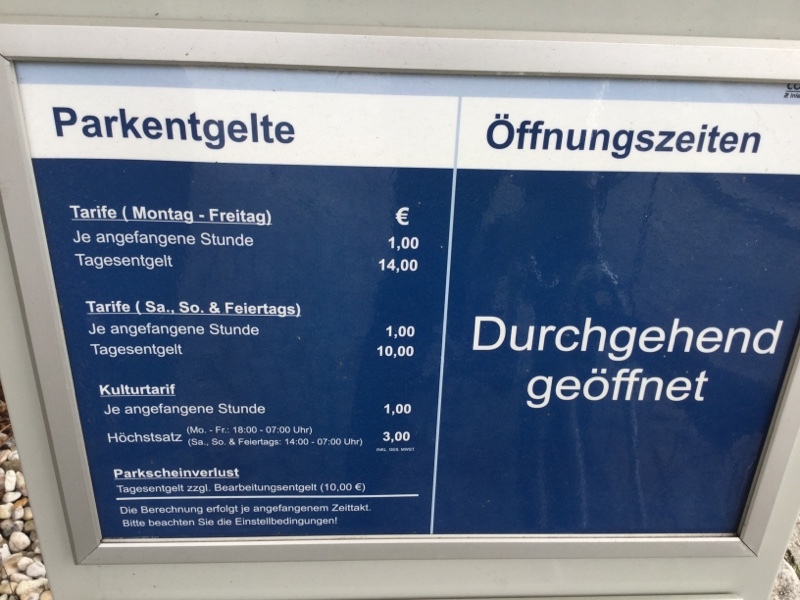 Parkentgelte
Tarife ( Montag - Freitag) €
Je angefangene Stunde 1,00
Tagesentgelt 14,00
Tarife ( Sa., So. & Feiertags)
Je angefangene Stunde 1,00
Tagesentgelt 10,00
Kulturtarif
Je angefangene Stunde 1,00
Höchstsatz (Mo. - Fr.: 18:00 - 07:00 Uhr)
(Sa., So. & Feiertags: 14:00 - 07:00 Uhr) 3,00
INKL. GES. MWST
Parkscheinverlust
Tagesentgelt zzgl. Bearbeitungsentgelt (10,00 €)
Die Berechnung erfolgt je angefangenem Zeittakt.
Bitte beachten Sie die Einstellbedingungen!
Öffnungszeiten
Durchgehend
geöffnet